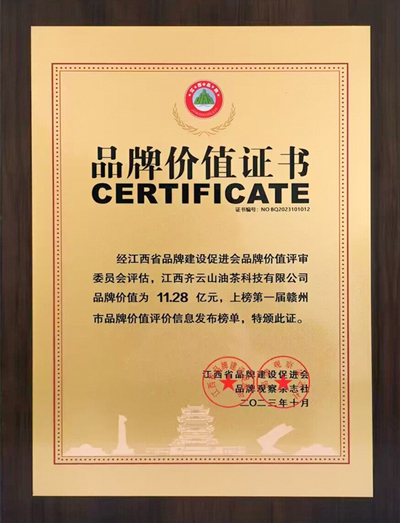 品牌价值证书
CERTIFICATE
证书编号：NO BQ2023101012
经江西省品牌建设促进会品牌价值评审
委员会评估，江西齐云山油茶科技有限公司
品牌价值为 11.28 亿元，上榜第一届赣州
市品牌价值评价信息发布榜单，特颁此证。
江西省品牌建设促进会
品牌观察杂志社
二〇二三年十月